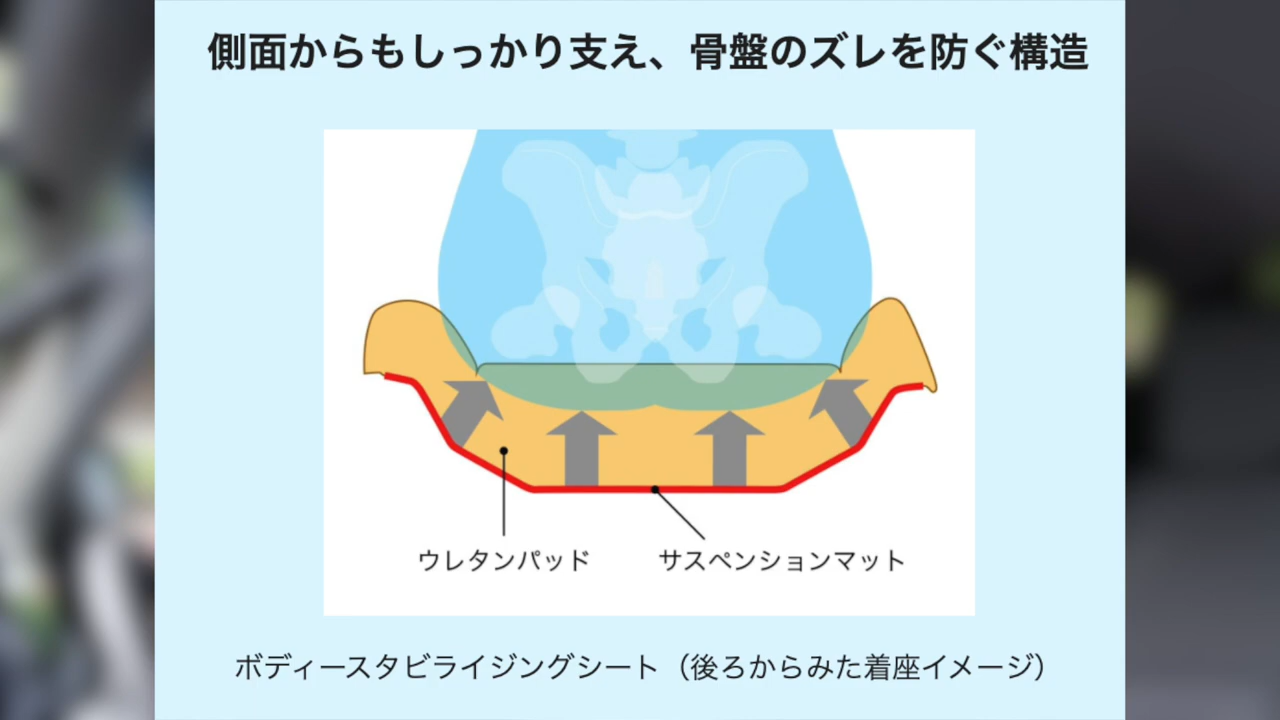 側面からもしっかり支え、骨盤のズレを防ぐ構造
ウレタンパッド
サスペンションマット
ボディースタビライジングシート（後ろからみた着座イメージ）